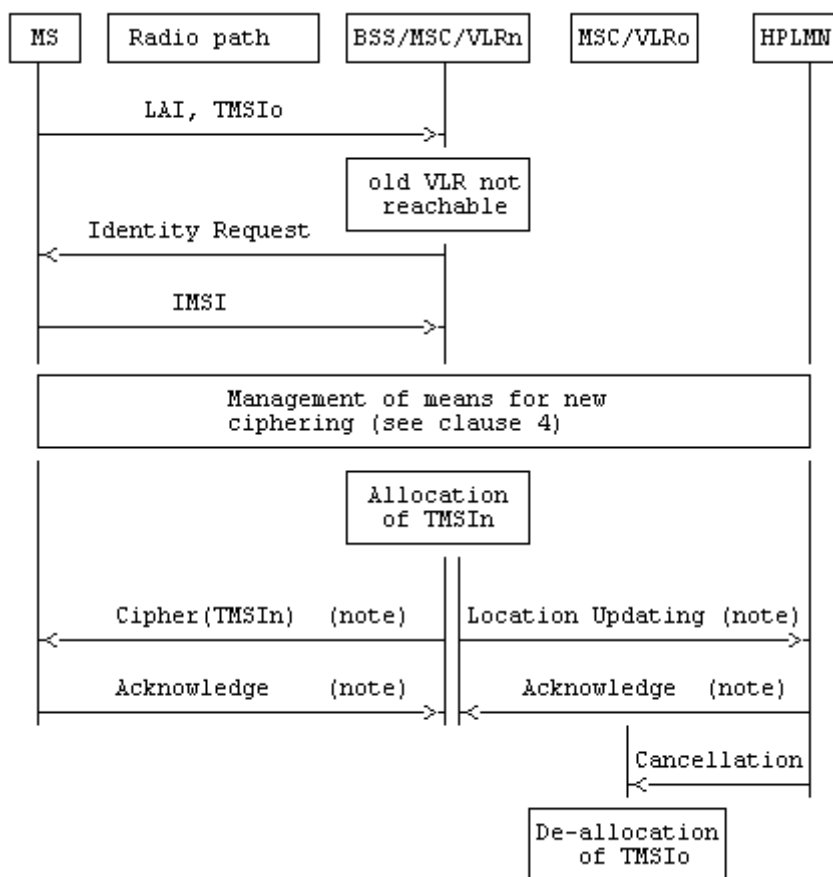 MS Radio path BSS/MSC/VLRn MSC/VLRo HPLMN
LAI, TMSIo
old VLR not
reachable
Identity Request
IMSI
Management of means for new
ciphering (see clause 4)
Allocation
of TMSIn
Cipher(TMSIn) (note) Location Updating (note)
Acknowledge (note) Acknowledge (note)
Cancellation
De-allocation
of TMSIo